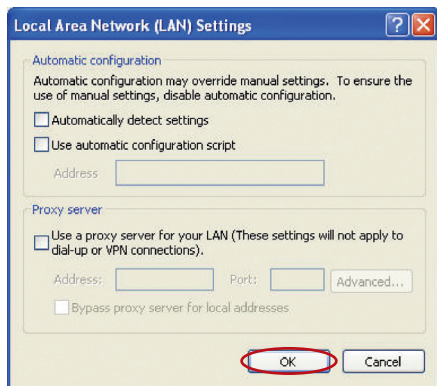 Local Area Network (LAN) Settings
Automatic configuration
Automatic configuration may override manual settings. To ensure the
use of manual settings, disable automatic configuration.
Automatically detect settings
Use automatic configuration script
Address
Proxy server
Use a proxy server for your LAN (These settings will not apply to
dial-up or VPN connections).
Address: Port: Advanced...
Bypass proxy server for local addresses
OK Cancel